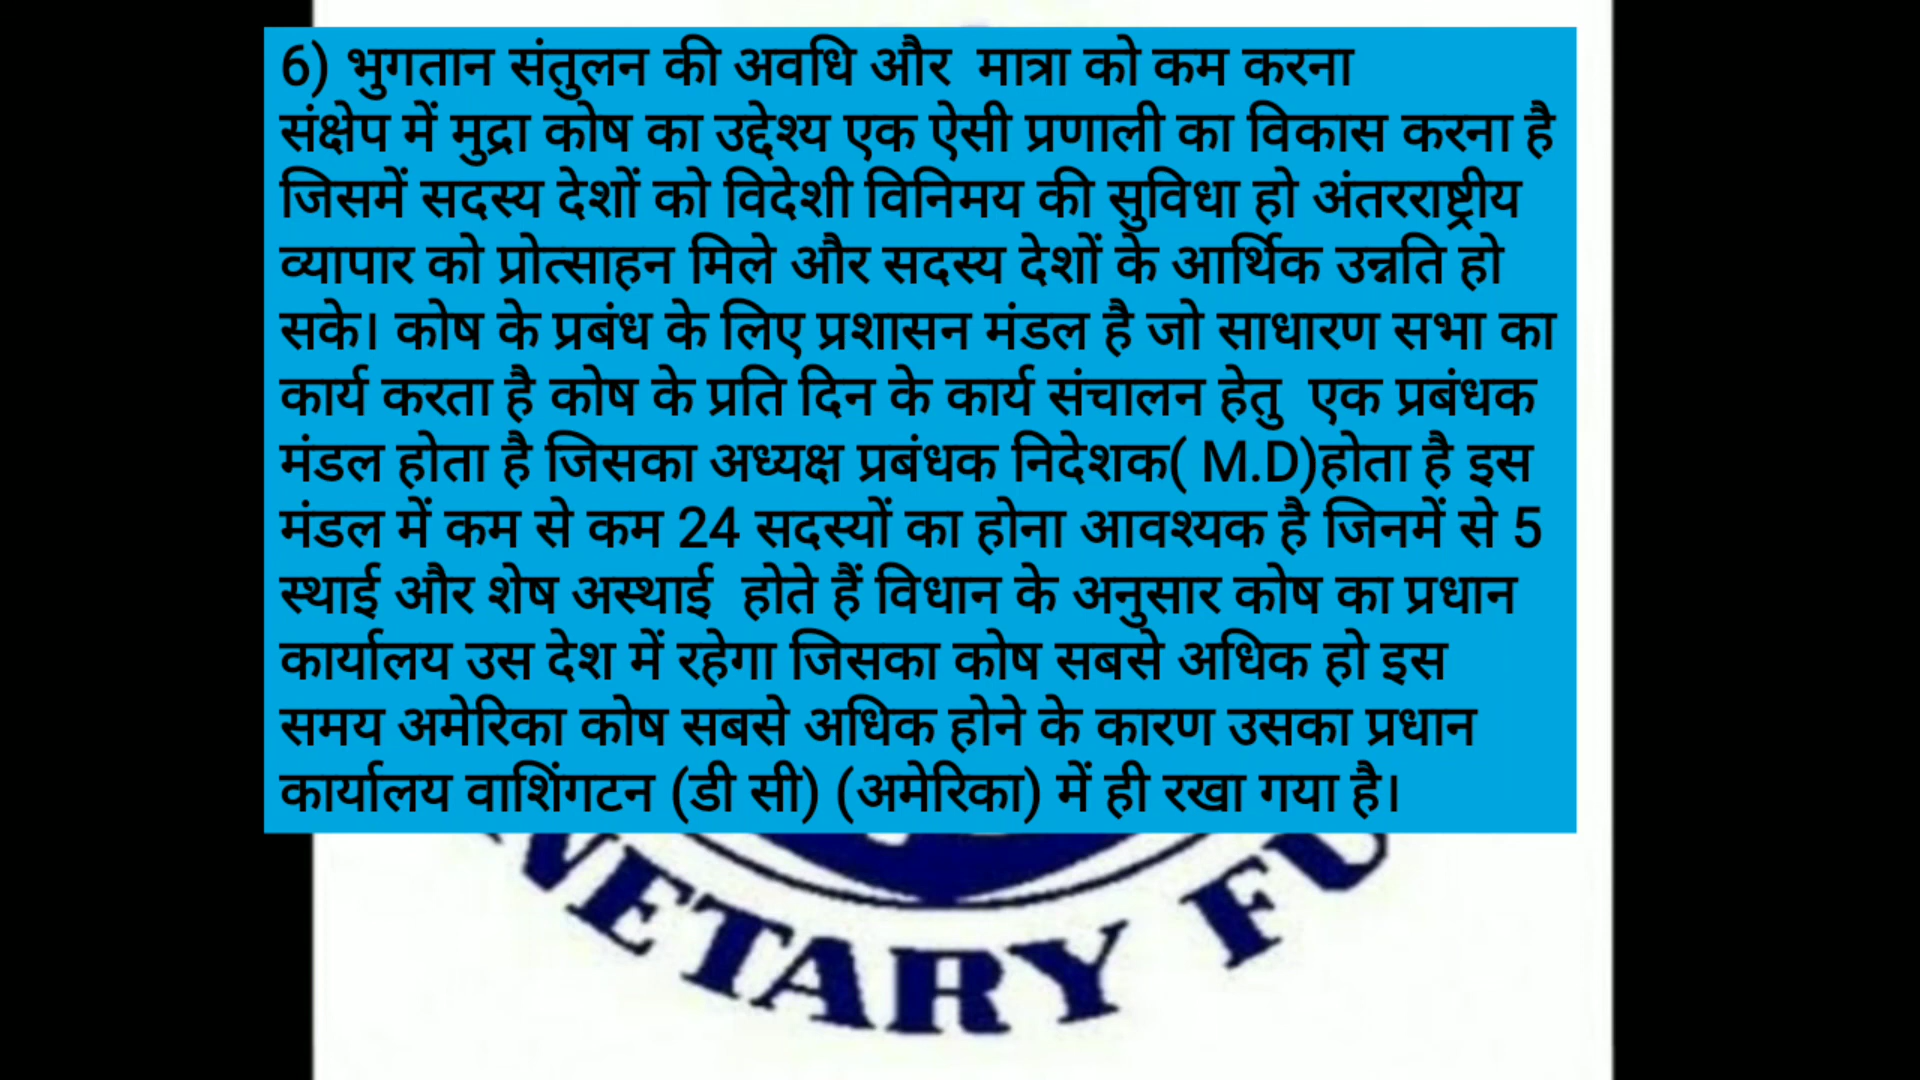 6) भुगतान संतुलन की अवधि और मात्रा को कम करना
संक्षेप में मुद्रा कोष का उद्देश्य एक ऐसी प्रणाली का विकास करना है
जिसमें सदस्य देशों को विदेशी विनिमय की सुविधा हो अंतरराष्ट्रीय
व्यापार को प्रोत्साहन मिले और सदस्य देशों के आर्थिक उन्नति हो
सके। कोष के प्रबंध के लिए प्रशासन मंडल है जो साधारण सभा का
कार्य करता है कोष के प्रति दिन के कार्य संचालन हेतु एक प्रबंधक
मंडल होता है जिसका अध्यक्ष प्रबंधक निदेशक( M.D)होता है इस
मंडल में कम से कम 24 सदस्यों का होना आवश्यक है जिनमें से 5
स्थाई और शेष अस्थाई होते हैं विधान के अनुसार कोष का प्रधान
कार्यालय उस देश में रहेगा जिसका कोष सबसे अधिक हो इस
समय अमेरिका कोष सबसे अधिक होने के कारण उसका प्रधान
कार्यालय वाशिंगटन (डी सी) (अमेरिका) में ही रखा गया है।
NETARY FU